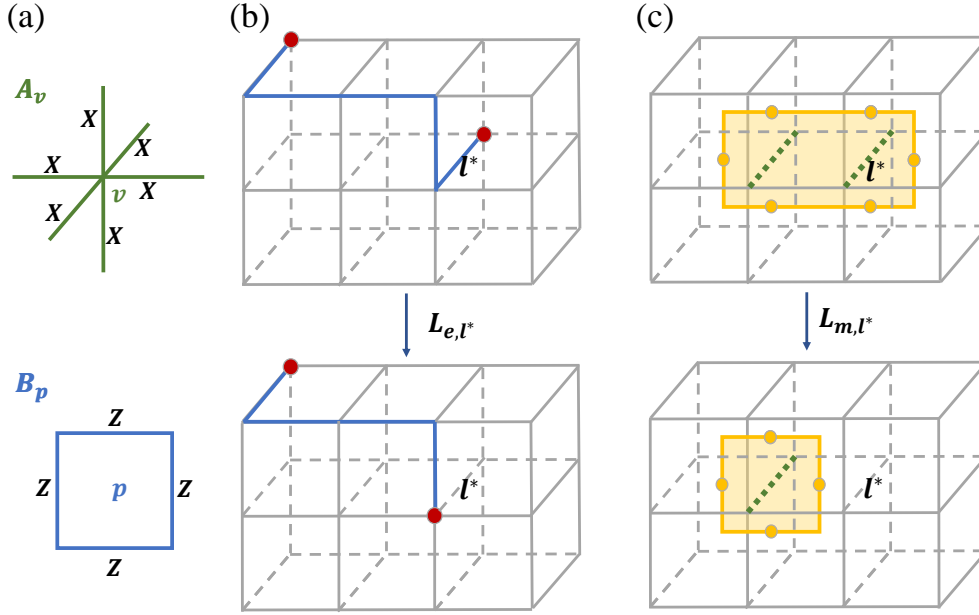 (a)
(b)
(c)
A_v
X
X
X
X
v
X
X
l*
l*
L_{e,l*}
L_{m,l*}
B_p
Z
Z
p
Z
Z
l*
l*